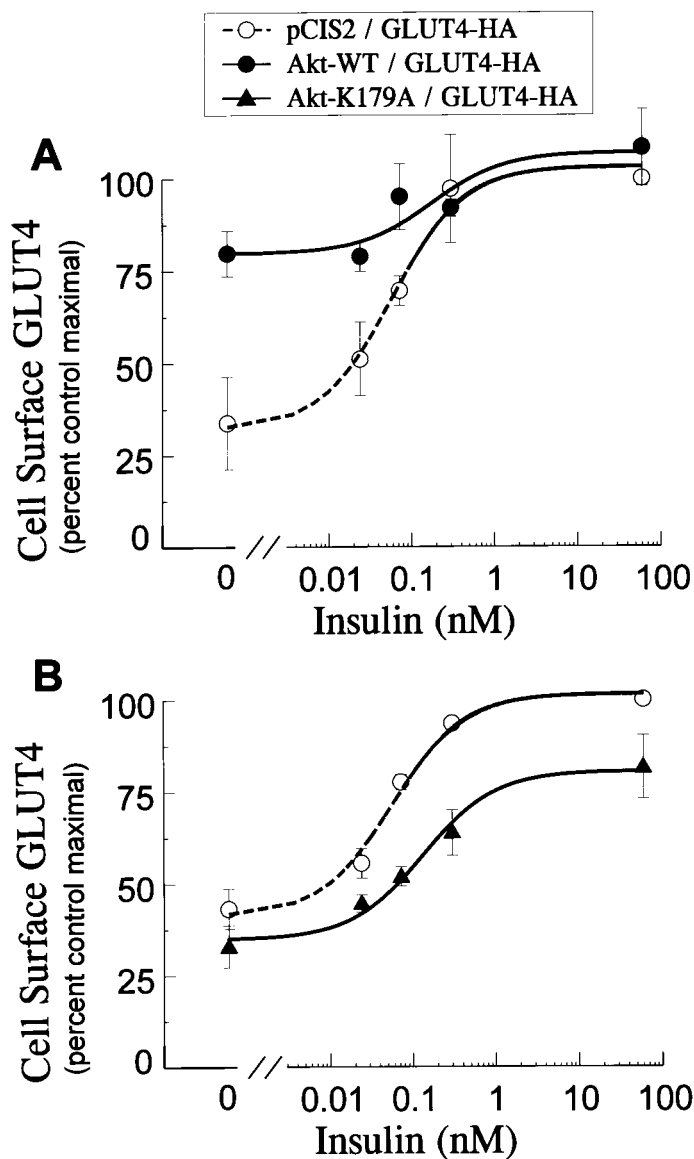 pCIS2 / GLUT4-HA
Akt-WT / GLUT4-HA
Akt-K179A / GLUT4-HA
A
Cell Surface GLUT4
(percent control maximal)
100
75
50
25
0
0 0.01 0.1 1 10 100
Insulin (nM)
B
Cell Surface GLUT4
(percent control maximal)
100
75
50
25
0
0 0.01 0.1 1 10 100
Insulin (nM)